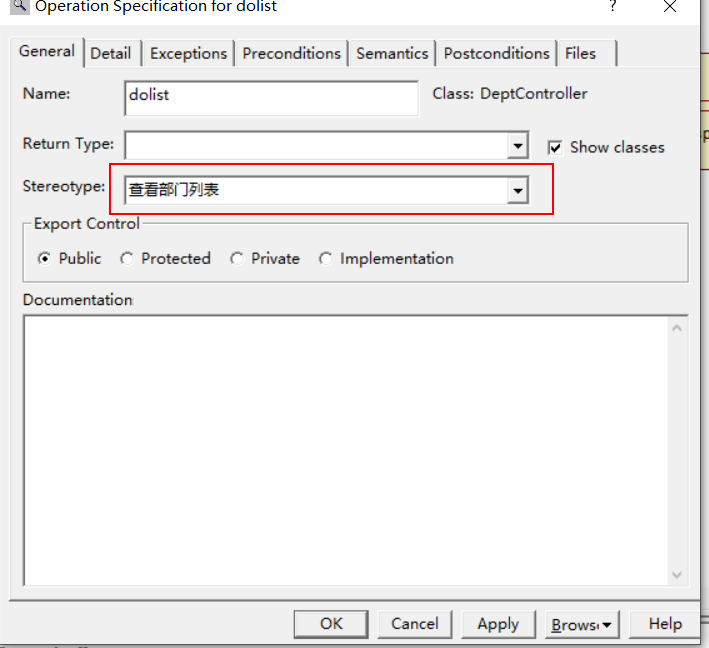 Operation Specification for dolist
?
General
Detail
Exceptions
Preconditions
Semantics
Postconditions
Files
Name:
dolist
Class: DeptController
Return Type:
Show classes
Stereotype:
查看部门列表
Export Control
Public
Protected
Private
Implementation
Documentation
OK
Cancel
Apply
Brows
Help